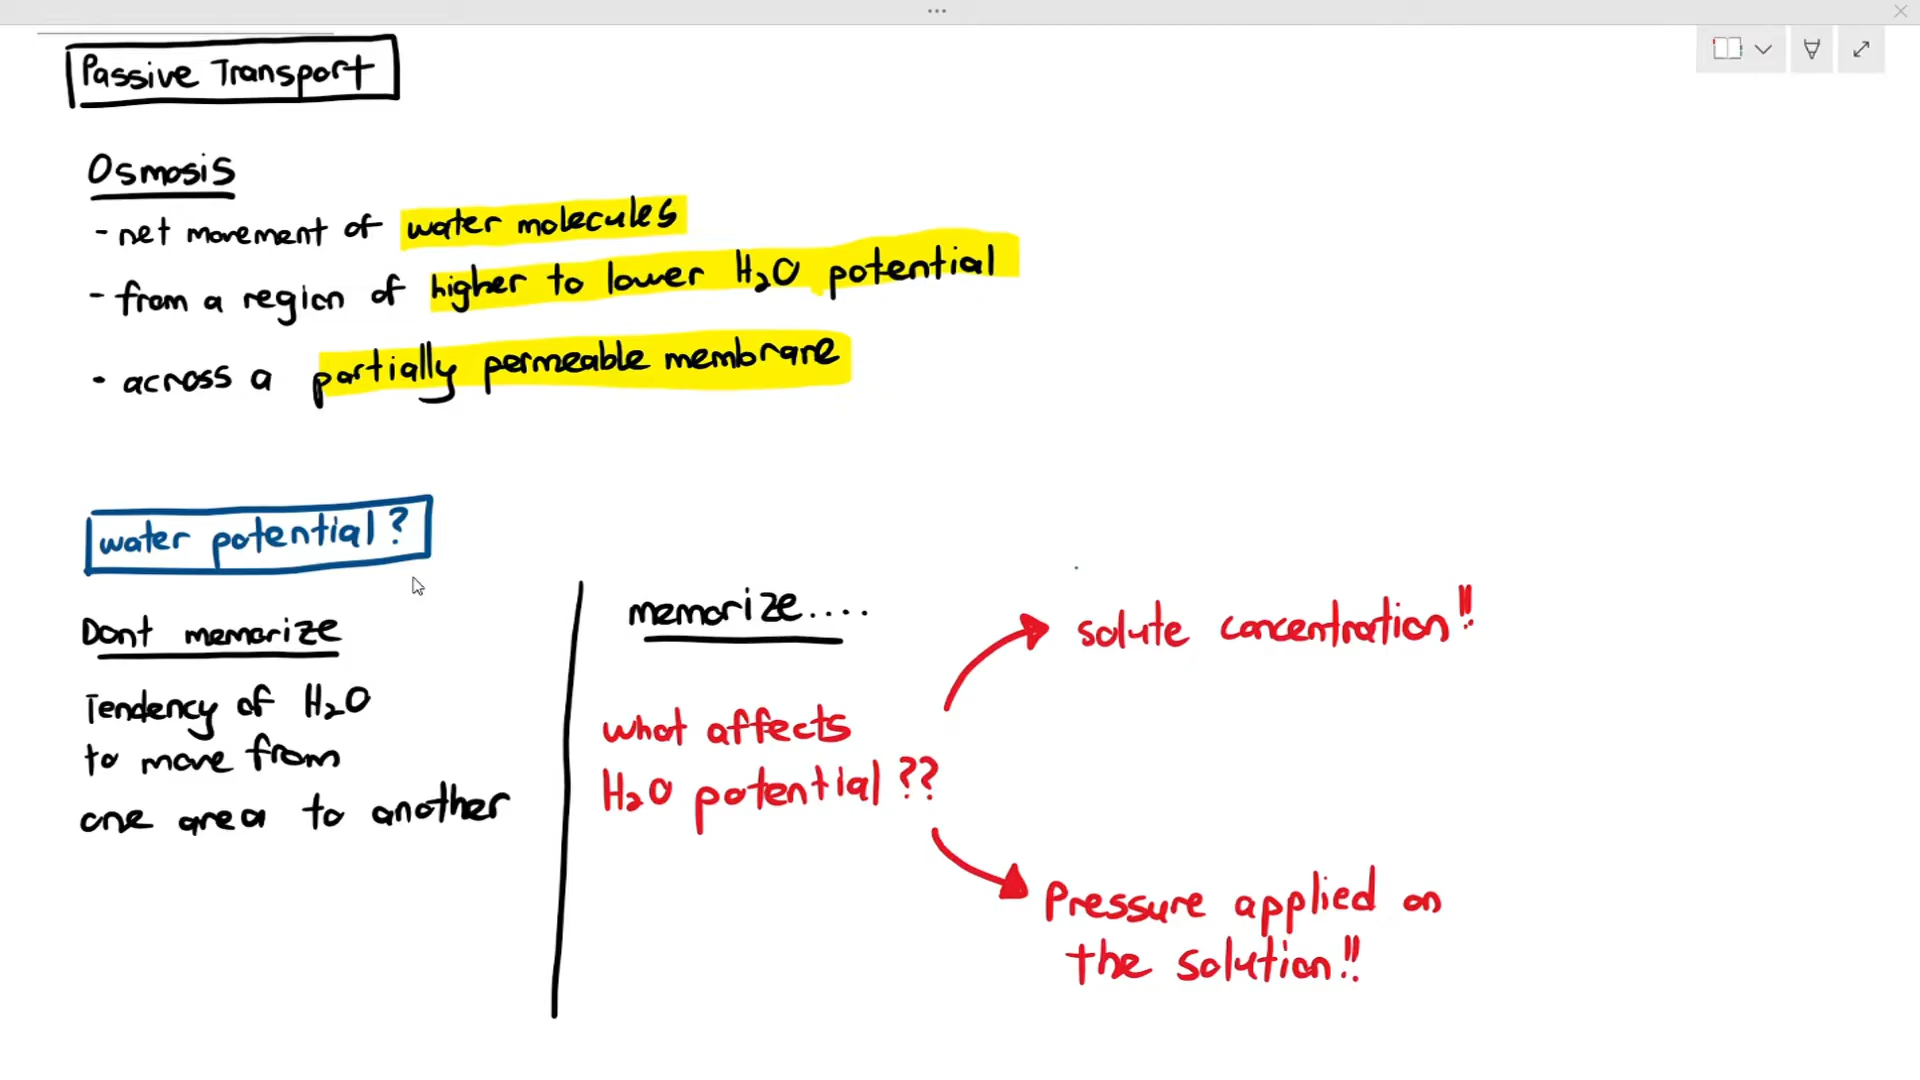 Passive Transport
Osmosis
- net movement of water molecules
- from a region of higher to lower H₂O potential
- across a partially permeable membrane
water potential?
Dont memorize
Tendency of H₂O
to move from
one area to another
memorize....
what affects
H₂O potential??
solute concentration!!
Pressure applied on
the solution!!